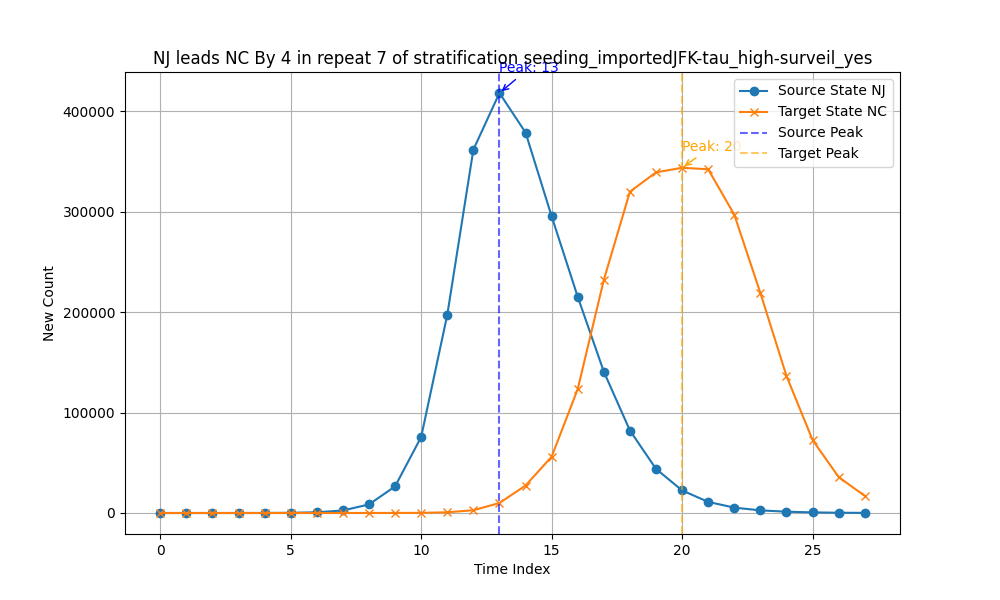 NJ leads NC By 4 in repeat 7 of stratification seeding_importedJFK-tau_high-surveil_yes
Peak: 13
Source State NJ
Target State NC
Source Peak
Target Peak
Peak: 20
400000
300000
200000
100000
0
New Count
0 5 10 15 20 25
Time Index